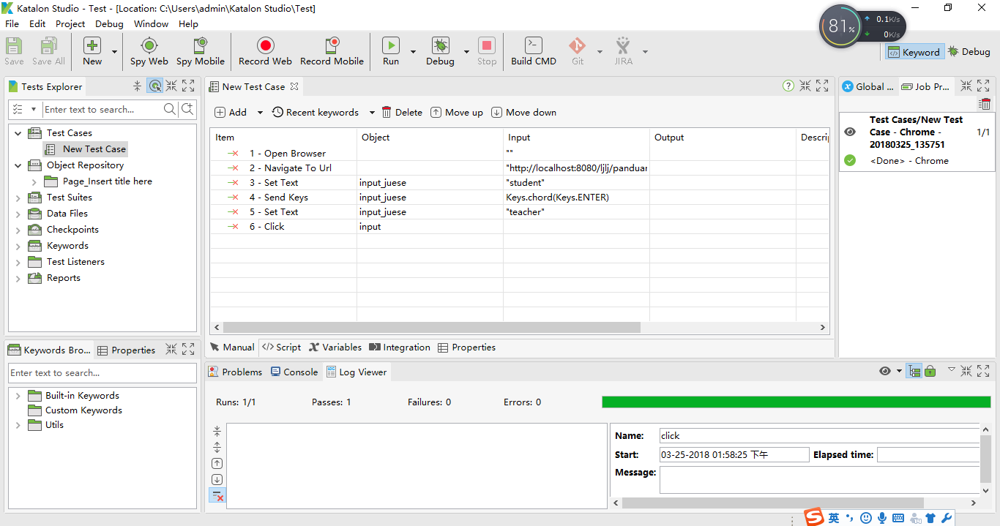 Katalon Studio - Test - [Location: C:\Users\admin\Katalon Studio\Test]
File Edit Project Debug Window Help
81%
0.1K/s
0K/s
Save Save All New Spy Web Spy Mobile Record Web Record Mobile Run Debug Stop Build CMD Git JIRA
Keyword Debug
Tests Explorer
Enter text to search...
Test Cases
New Test Case
Object Repository
Page_Insert title here
Test Suites
Data Files
Checkpoints
Keywords
Test Listeners
Reports
Keywords Bro... Properties
Enter text to search...
Built-in Keywords
Custom Keywords
Utils
New Test Case
Add Recent keywords Delete Move up Move down
Item Object Input Output Descrip
1 - Open Browser ""
2 - Navigate To Url "http://localhost:8080/ljlj/panduan
3 - Set Text input_juese "student"
4 - Send Keys input_juese Keys.chord(Keys.ENTER)
5 - Set Text input_juese "teacher"
6 - Click input
Manual Script Variables Integration Properties
Problems Console Log Viewer
Runs: 1/1 Passes: 1 Failures: 0 Errors: 0
Name: click
Start: 03-25-2018 01:58:25 下午 Elapsed time:
Message:
Global ... Job Pr...
Test Cases/New Test
Case - Chrome - 1/1
20180325_135751
<Done> - Chrome
S 英